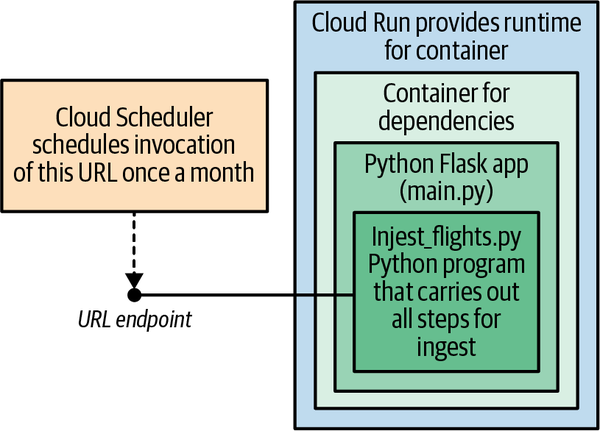 Cloud Run provides runtime
for container
Cloud Scheduler
schedules invocation
of this URL once a month
Container for
dependencies
Python Flask app
(main.py)
Injest_flights.py
Python program
that carries out
all steps for
ingest
URL endpoint